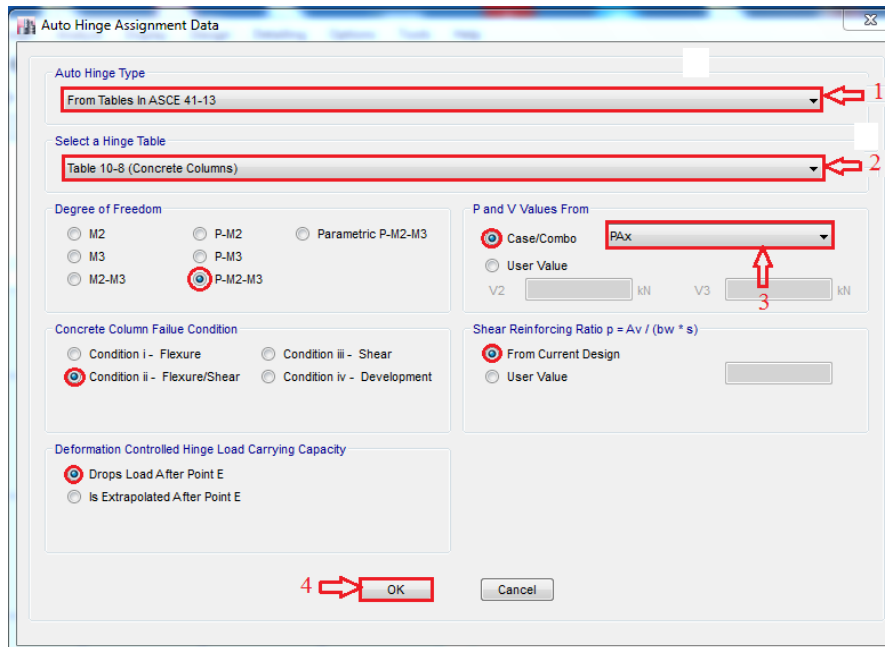 Auto Hinge Assignment Data
Auto Hinge Type
From Tables In ASCE 41-13
1
Select a Hinge Table
Table 10-8 (Concrete Columns)
2
Degree of Freedom
M2
P-M2
Parametric P-M2-M3
M3
P-M3
M2-M3
P-M2-M3
P and V Values From
Case/Combo
PAx
User Value
V2
kN
V3
kN
3
Concrete Column Failue Condition
Condition i - Flexure
Condition iii - Shear
Condition ii - Flexure/Shear
Condition iv - Development
Shear Reinforcing Ratio p = Av / (bw * s)
From Current Design
User Value
Deformation Controlled Hinge Load Carrying Capacity
Drops Load After Point E
Is Extrapolated After Point E
4
OK
Cancel